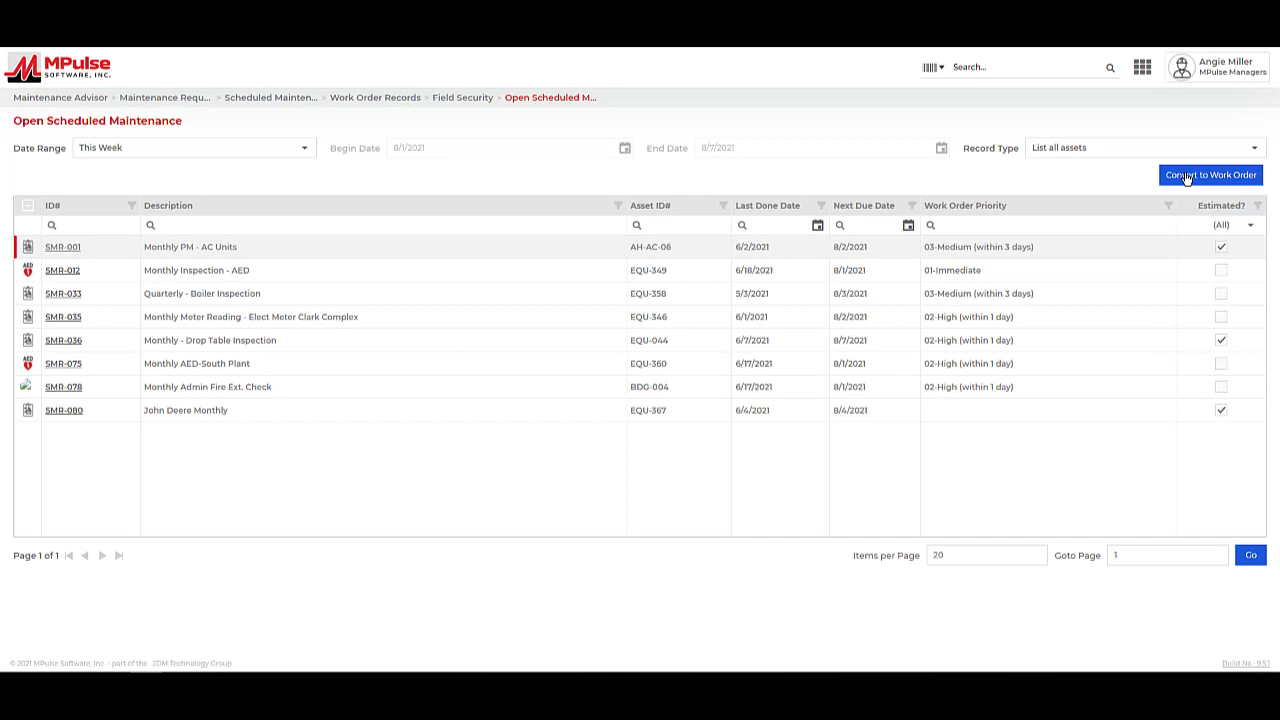 MPulse
SOFTWARE, INC.
Search...
Angie Miller
MPulse Managers
Maintenance Advisor > Maintenance Requ... > Scheduled Mainten... > Work Order Records > Field Security > Open Scheduled M...
Open Scheduled Maintenance
Date Range This Week Begin Date 8/1/2021 End Date 8/7/2021 Record Type List all assets
Convert to Work Order
ID# Description Asset ID# Last Done Date Next Due Date Work Order Priority Estimated?
(All)
SMR-001 Monthly PM - AC Units AH-AC-06 6/2/2021 8/2/2021 03-Medium (within 3 days)
AED SMR-012 Monthly Inspection - AED EQU-349 6/18/2021 8/1/2021 01-Immediate
SMR-033 Quarterly - Boiler Inspection EQU-358 5/3/2021 8/3/2021 03-Medium (within 3 days)
SMR-035 Monthly Meter Reading - Elect Meter Clark Complex EQU-346 6/1/2021 8/2/2021 02-High (within 1 day)
SMR-036 Monthly - Drop Table Inspection EQU-044 6/7/2021 8/7/2021 02-High (within 1 day)
AED SMR-075 Monthly AED-South Plant EQU-360 6/17/2021 8/1/2021 02-High (within 1 day)
SMR-078 Monthly Admin Fire Ext. Check BDG-004 6/17/2021 8/1/2021 02-High (within 1 day)
SMR-080 John Deere Monthly EQU-367 6/4/2021 8/4/2021
Page 1 of 1 Items per Page 20 Goto Page 1 Go
© 2021 MPulse Software, Inc. - part of the JDM Technology Group Build No.: 9.5.1